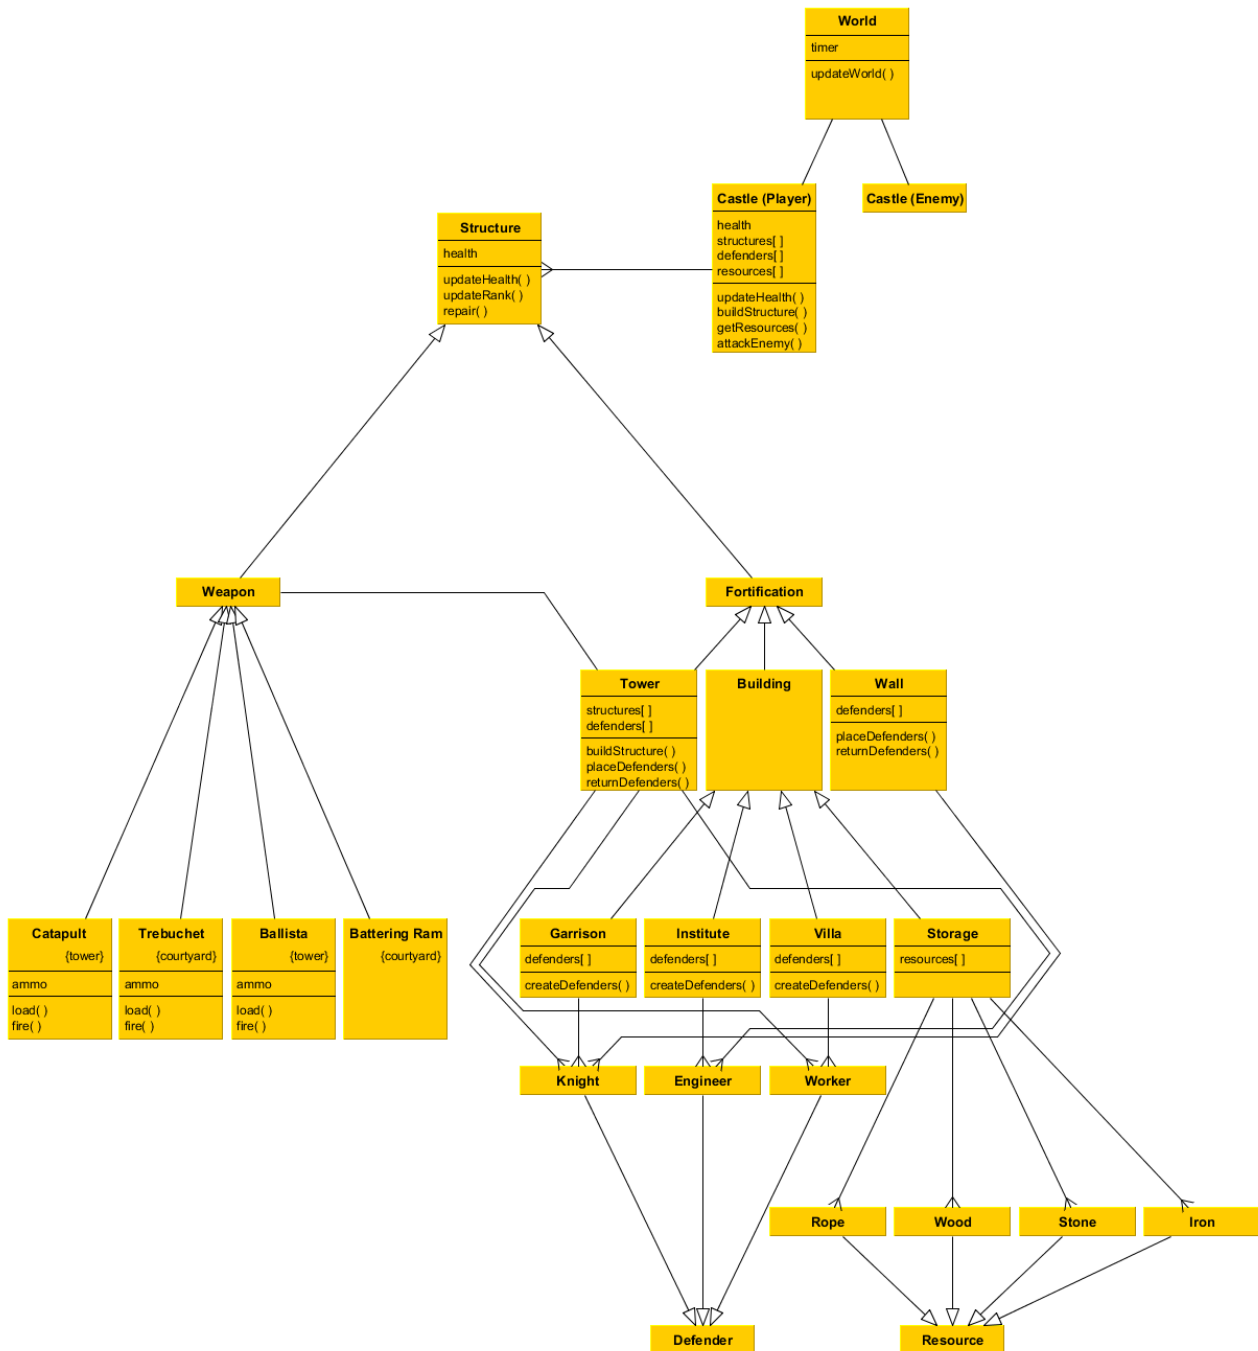 World
timer
updateWorld( )
Castle (Player)
health
structures[ ]
defenders[ ]
resources[ ]
updateHealth( )
buildStructure( )
getResources( )
attackEnemy( )
Castle (Enemy)
Structure
health
updateHealth( )
updateRank( )
repair( )
Weapon
Fortification
Tower
structures[ ]
defenders[ ]
buildStructure( )
placeDefenders( )
returnDefenders( )
Building
Wall
defenders[ ]
placeDefenders( )
returnDefenders( )
Catapult
{tower}
ammo
load( )
fire( )
Trebuchet
{courtyard}
ammo
load( )
fire( )
Ballista
{tower}
ammo
load( )
fire( )
Battering Ram
{courtyard}
Garrison
defenders[ ]
createDefenders( )
Institute
defenders[ ]
createDefenders( )
Villa
defenders[ ]
createDefenders( )
Storage
resources[ ]
Knight
Engineer
Worker
Rope
Wood
Stone
Iron
Defender
Resource